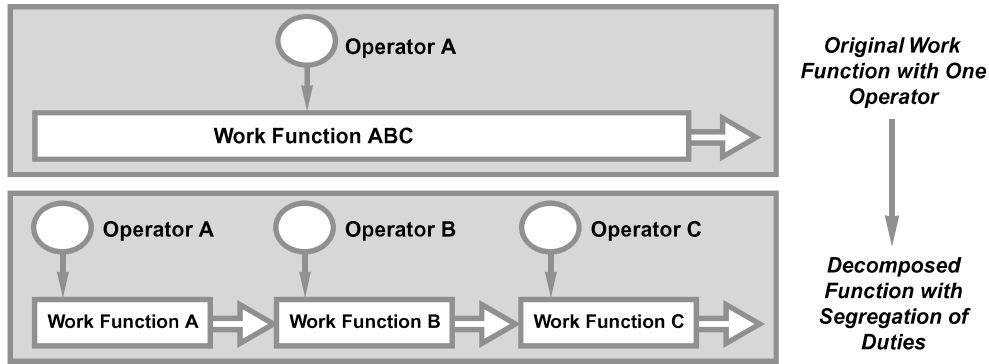 Operator A
Work Function ABC
Original Work
Function with One
Operator
Operator A
Operator B
Operator C
Work Function A
Work Function B
Work Function C
Decomposed
Function with
Segregation of
Duties